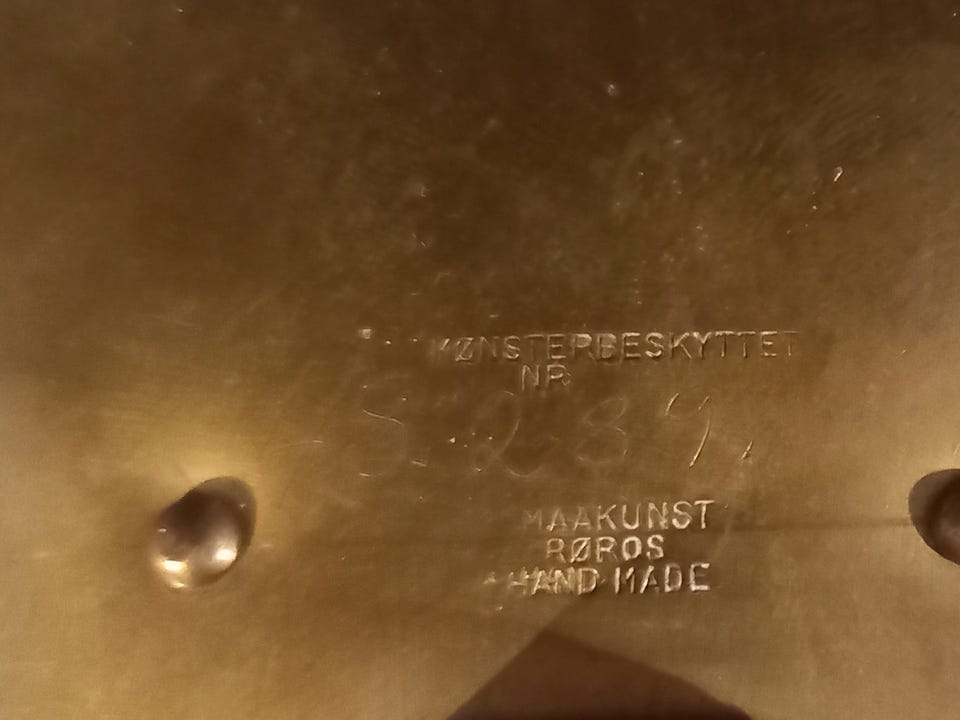 MØNSTERBESKYTTET
NR
MAAKUNST
RØROS
HAND MADE